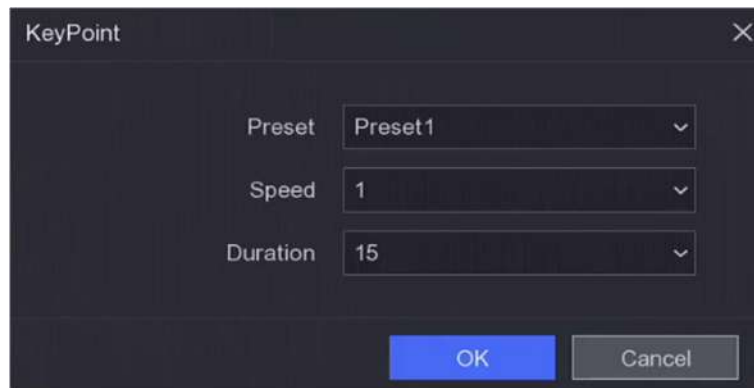 KeyPoint
Preset Preset1
Speed 1
Duration 15
OK Cancel